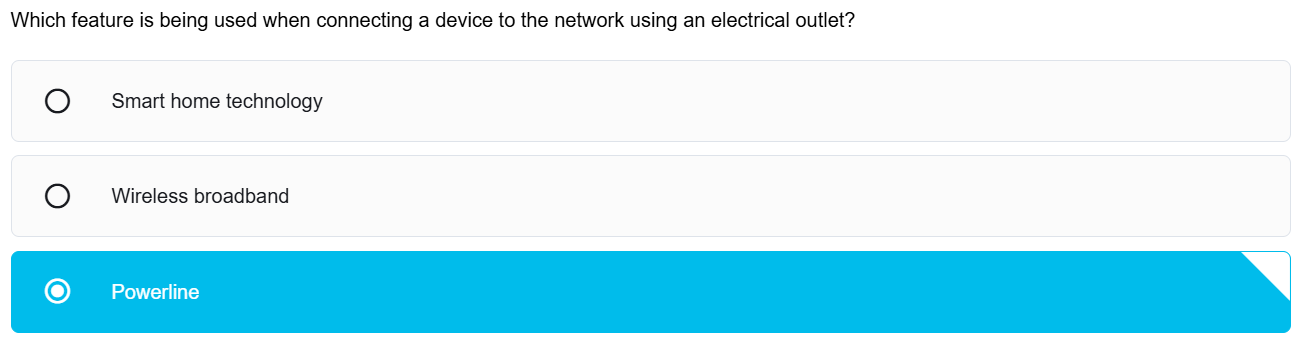 Which feature is being used when connecting a device to the network using an electrical outlet?
Smart home technology
Wireless broadband
Powerline